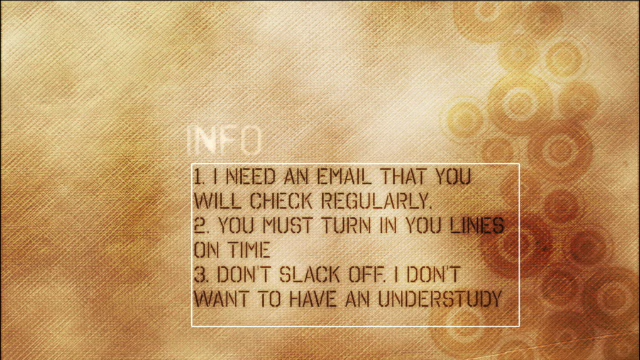 INFO
1. I NEED AN EMAIL THAT YOU
WILL CHECK REGULARLY.
2. YOU MUST TURN IN YOU LINES
ON TIME
3. DON'T SLACK OFF. I DON'T
WANT TO HAVE AN UNDERSTUDY